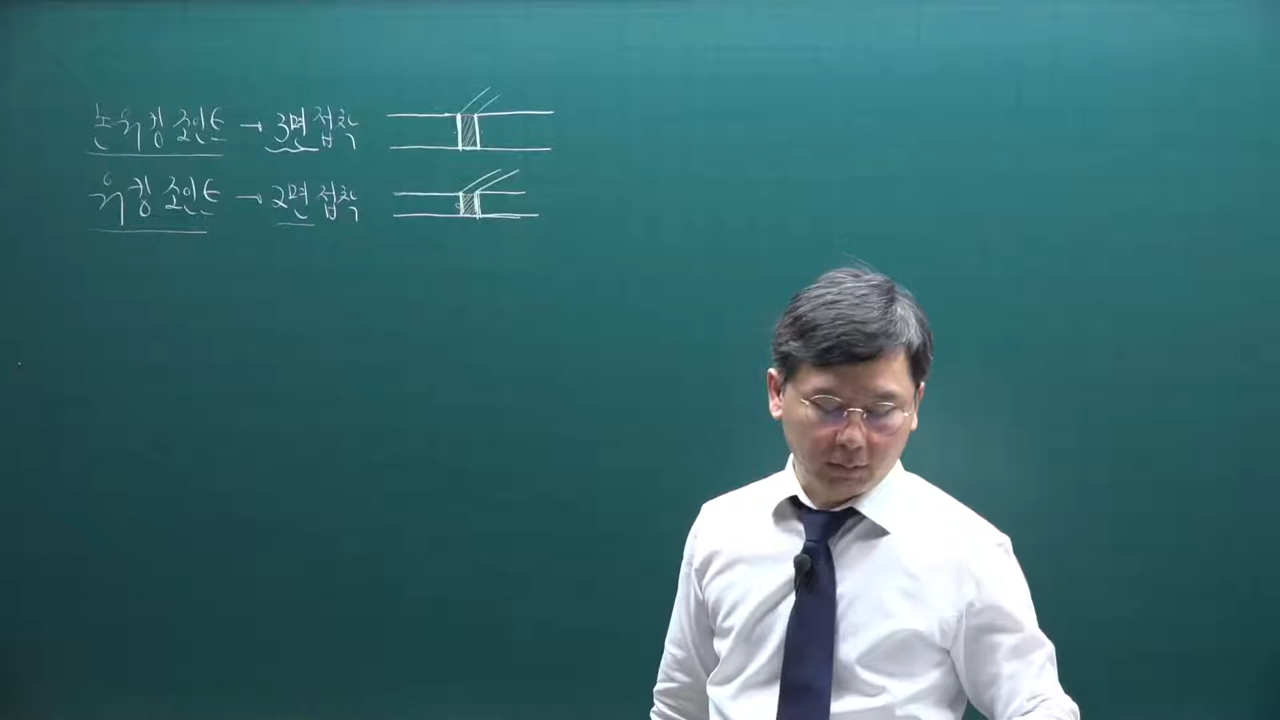 논워킹 조인트 → 3면 접착
워킹 조인트 → 2면 접착